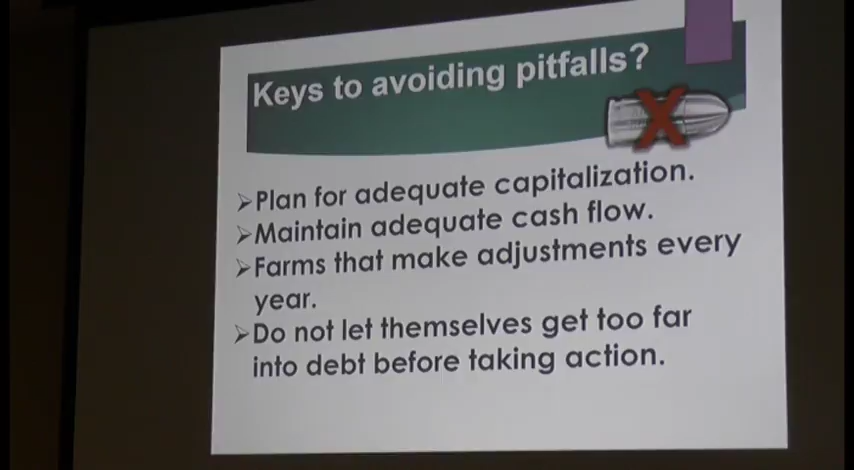 Keys to avoiding pitfalls?
➢Plan for adequate capitalization.
➢Maintain adequate cash flow.
➢Farms that make adjustments every
year.
➢Do not let themselves get too far
into debt before taking action.